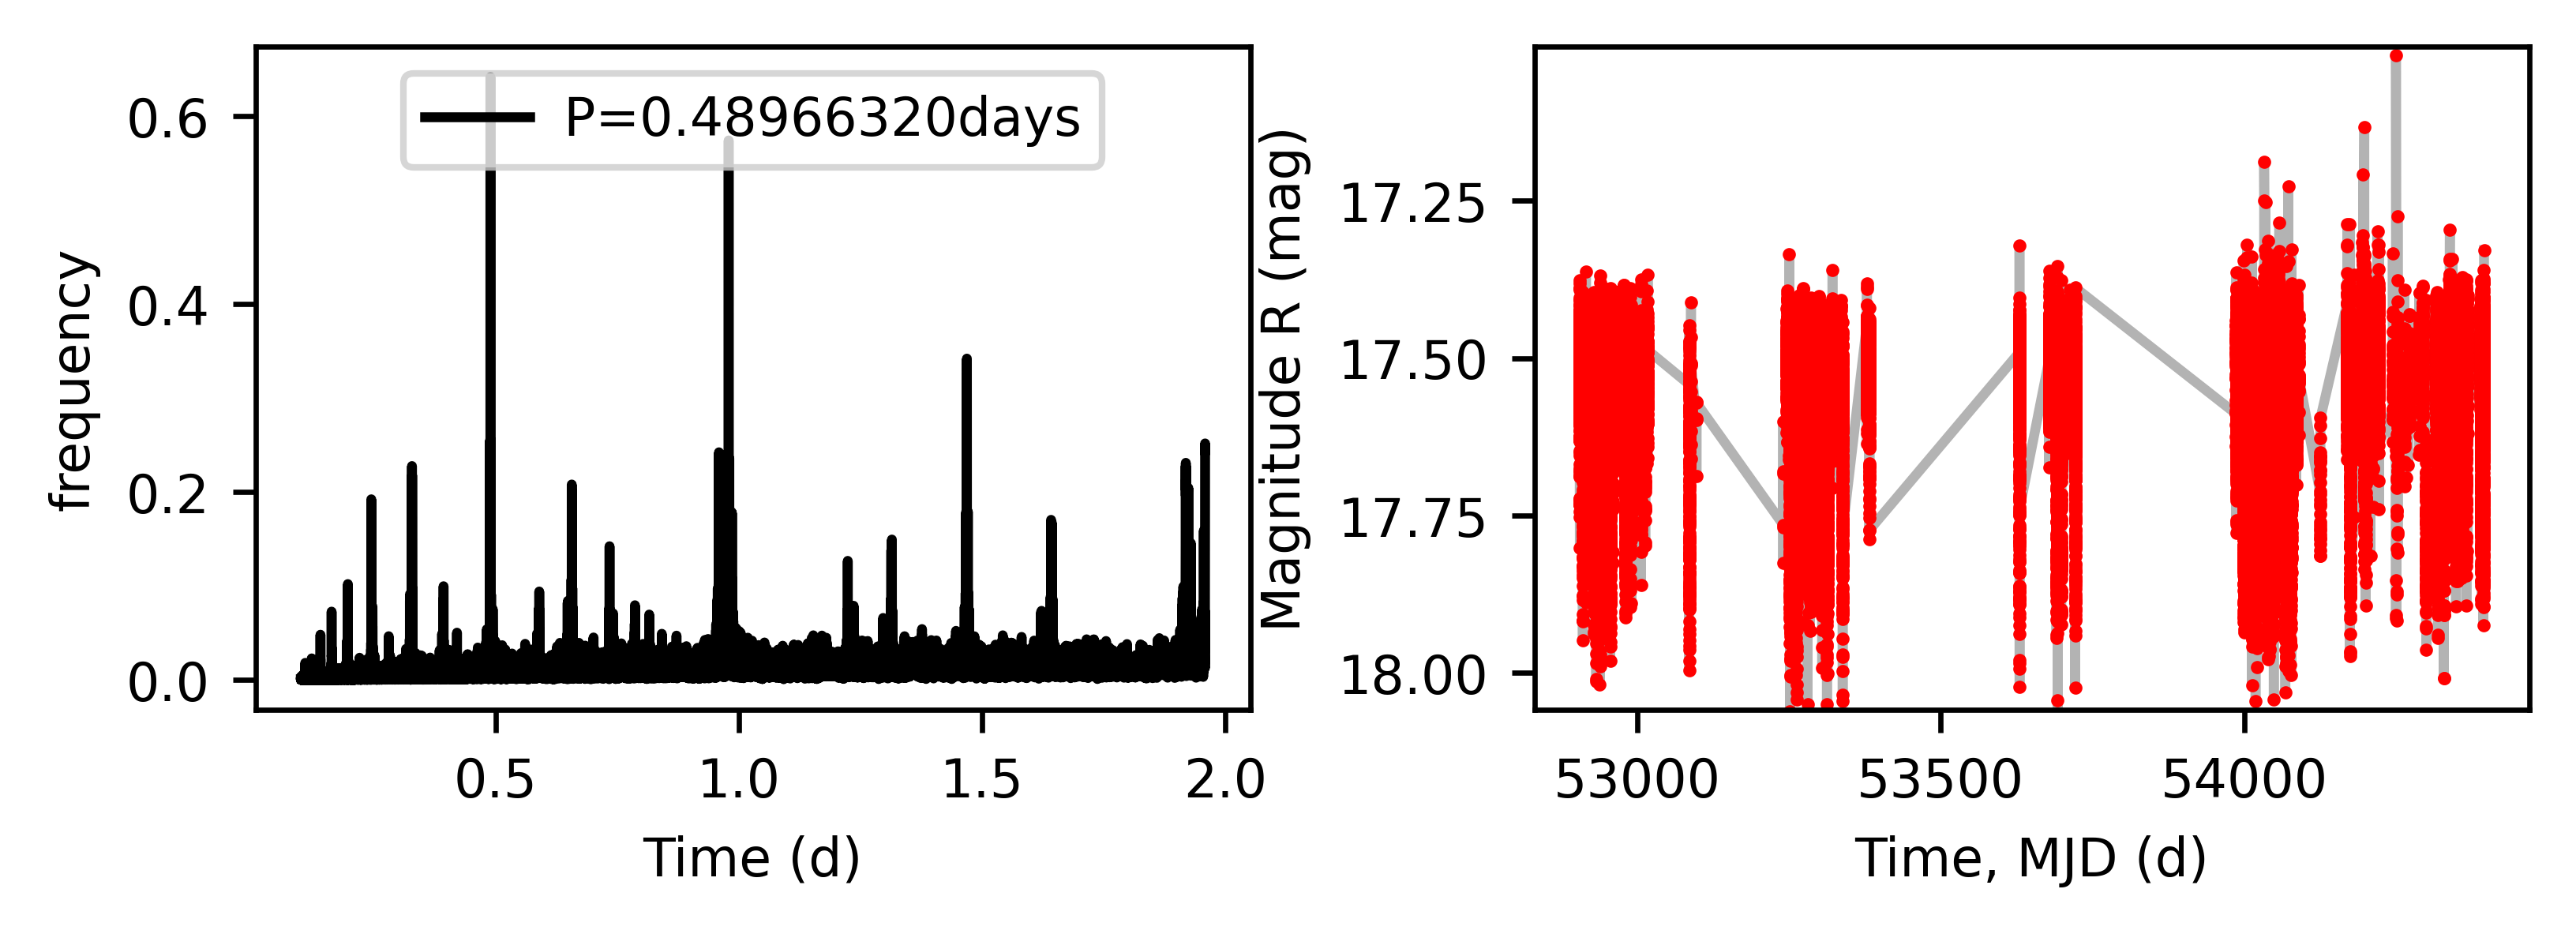 P=0.48966320days
frequency
0.6
0.4
0.2
0.0
0.5 1.0 1.5 2.0
Time (d)
Magnitude R (mag)
17.25
17.50
17.75
18.00
53000 53500 54000
Time, MJD (d)